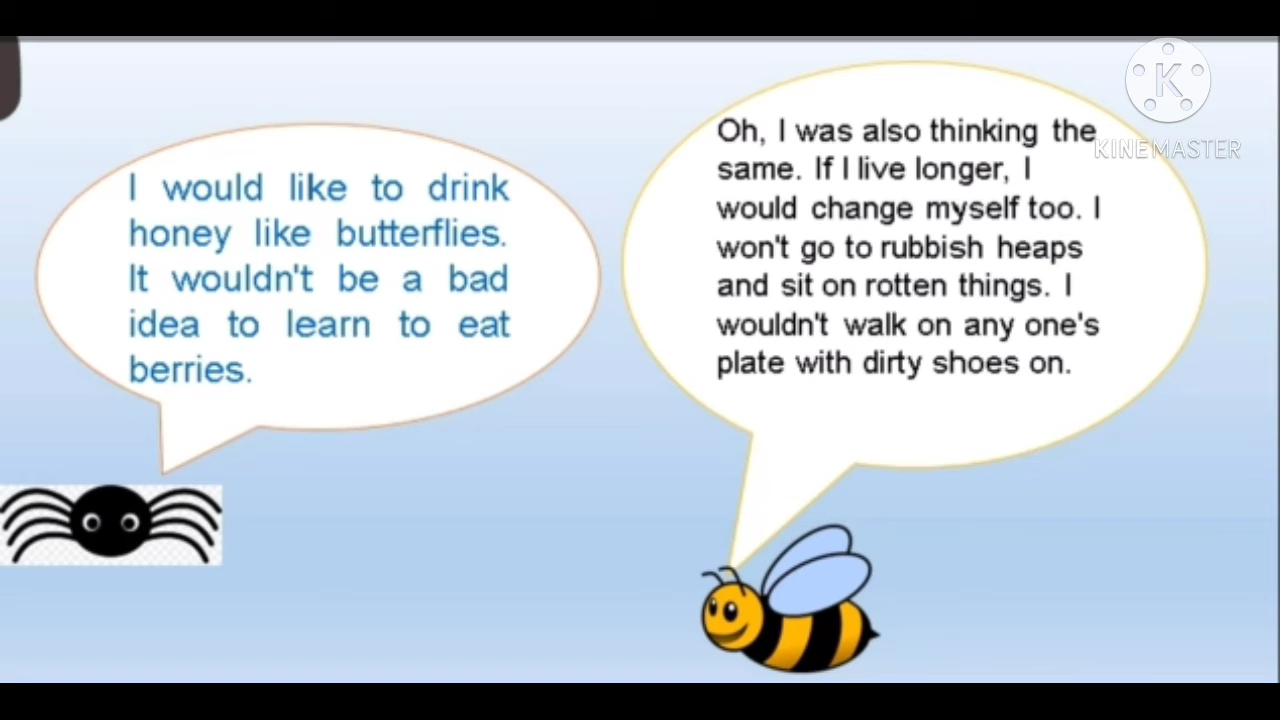 I would like to drink
honey like butterflies.
It wouldn't be a bad
idea to learn to eat
berries.
Oh, I was also thinking the
same. If I live longer, I
would change myself too. I
won't go to rubbish heaps
and sit on rotten things. I
wouldn't walk on any one's
plate with dirty shoes on.
K
KINEMASTER